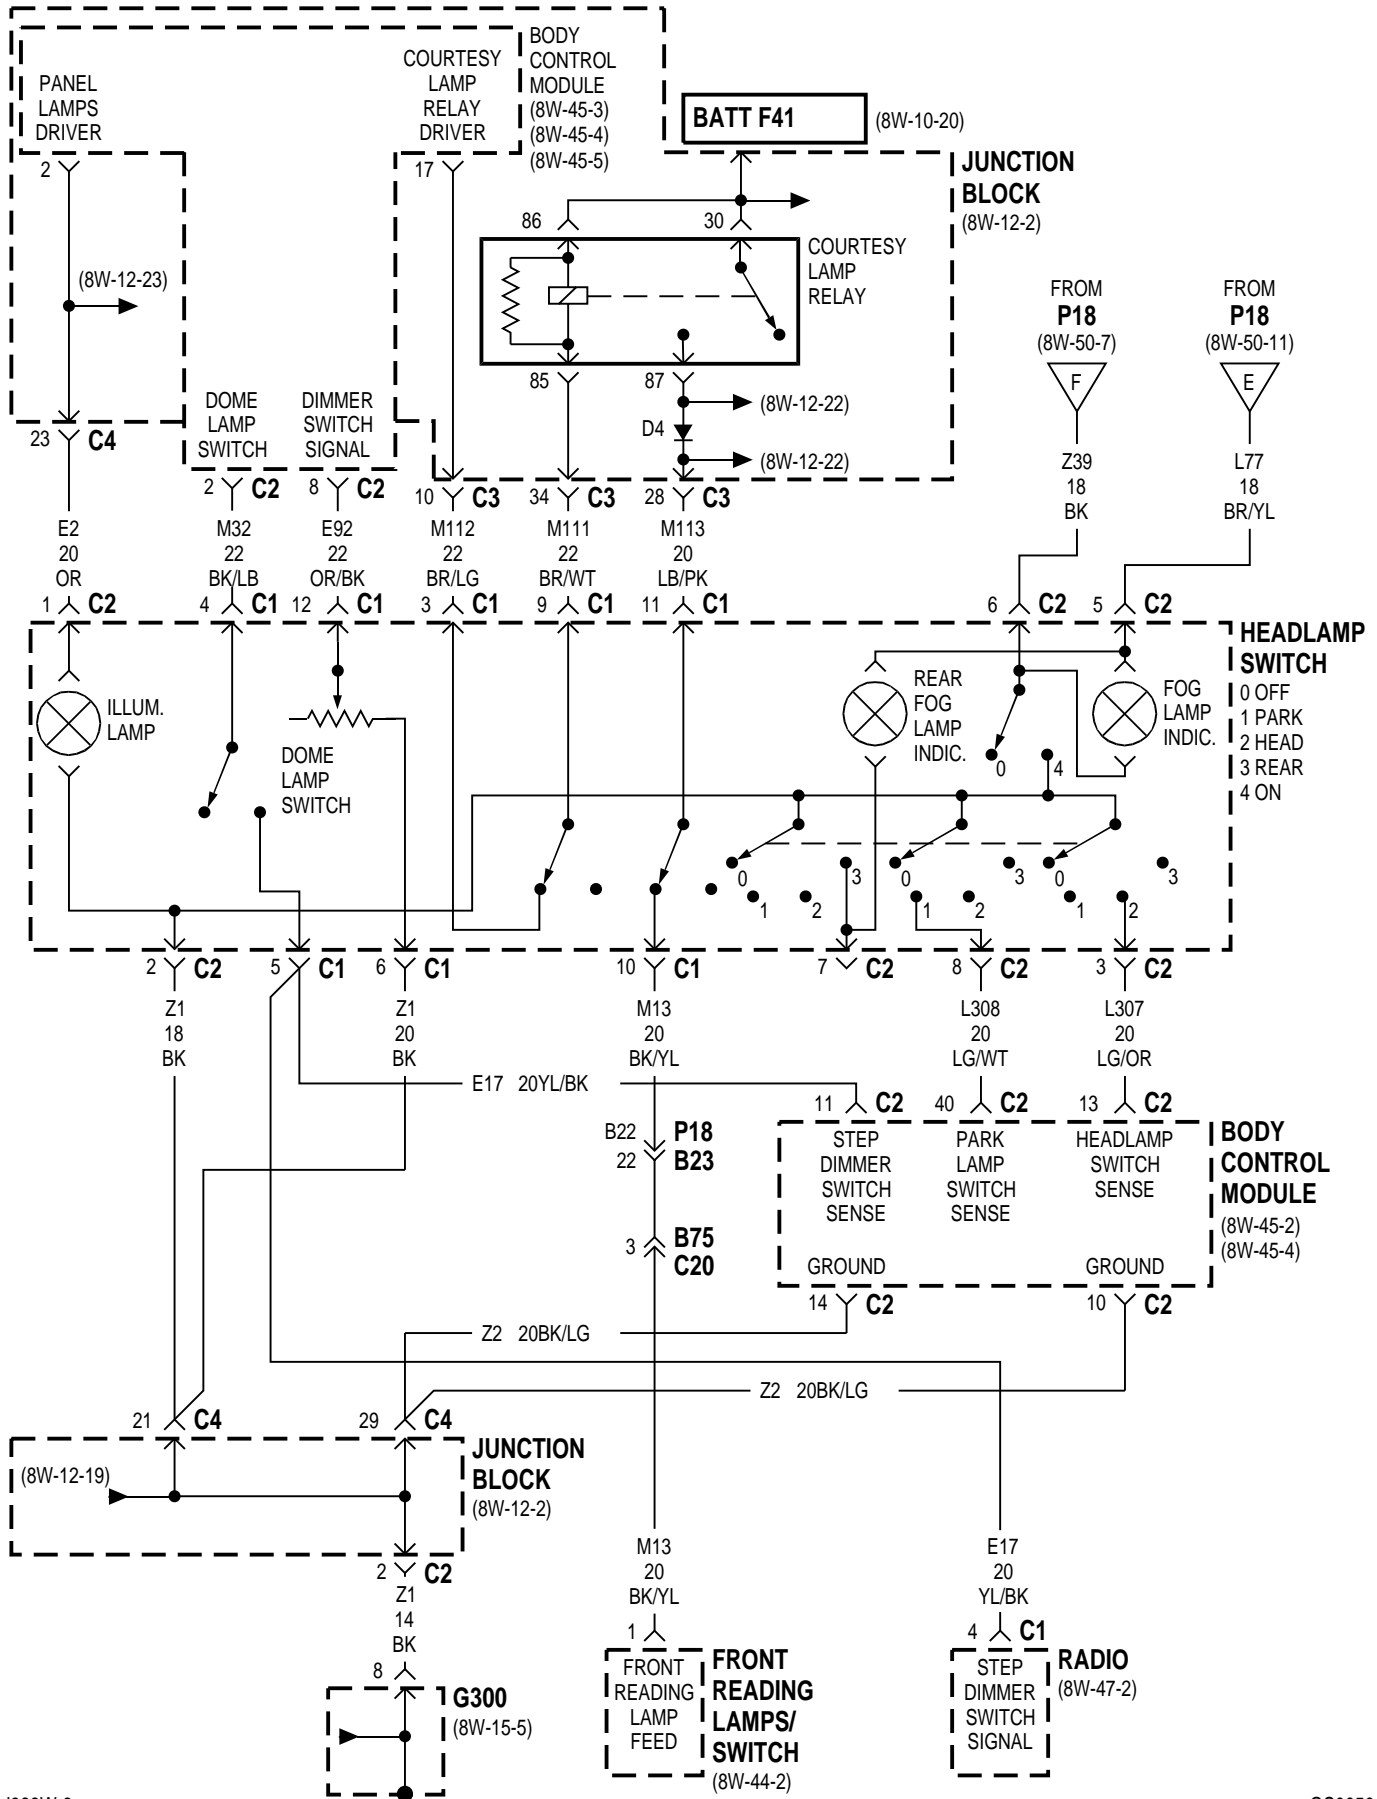 BODY
CONTROL
MODULE
(8W-45-3)
(8W-45-4)
(8W-45-5)
PANEL
LAMPS
DRIVER
2
COURTESY
LAMP
RELAY
DRIVER
17
BATT F41
(8W-10-20)
JUNCTION
BLOCK
(8W-12-2)
86
30
COURTESY
LAMP
RELAY
(8W-12-23)
FROM
P18
(8W-50-7)
F
FROM
P18
(8W-50-11)
E
85
87
(8W-12-22)
D4
(8W-12-22)
DOME
LAMP
SWITCH
DIMMER
SWITCH
SIGNAL
23 C4
2 C2
8 C2
10 C3
34 C3
28 C3
Z39
18
BK
L77
18
BR/YL
E2
20
OR
M32
22
BK/LB
E92
22
OR/BK
M112
22
BR/LG
M111
22
BR/WT
M113
20
LB/PK
1 C2
4 C1
12 C1
3 C1
9 C1
11 C1
6 C2
5 C2
HEADLAMP
SWITCH
0 OFF
1 PARK
2 HEAD
3 REAR
4 ON
ILLUM.
LAMP
DOME
LAMP
SWITCH
REAR
FOG
LAMP
INDIC.
FOG
LAMP
INDIC.
0
4
0
3
1
2
0
3
1
2
0
3
1
2
2 C2
5 C1
6 C1
10 C1
7 C2
8 C2
3 C2
Z1
18
BK
Z1
20
BK
M13
20
BK/YL
L308
20
LG/WT
L307
20
LG/OR
E17 20YL/BK
11 C2
40 C2
13 C2
B22 P18
22 B23
STEP
DIMMER
SWITCH
SENSE
PARK
LAMP
SWITCH
SENSE
HEADLAMP
SWITCH
SENSE
BODY
CONTROL
MODULE
(8W-45-2)
(8W-45-4)
3
B75
C20
GROUND
GROUND
14 C2
10 C2
Z2 20BK/LG
Z2 20BK/LG
21 C4
29 C4
JUNCTION
BLOCK
(8W-12-2)
(8W-12-19)
2 C2
Z1
14
BK
8
G300
(8W-15-5)
M13
20
BK/YL
1
FRONT
READING
LAMP
FEED
FRONT
READING
LAMPS/
SWITCH
(8W-44-2)
E17
20
YL/BK
4 C1
STEP
DIMMER
SWITCH
SIGNAL
RADIO
(8W-47-2)